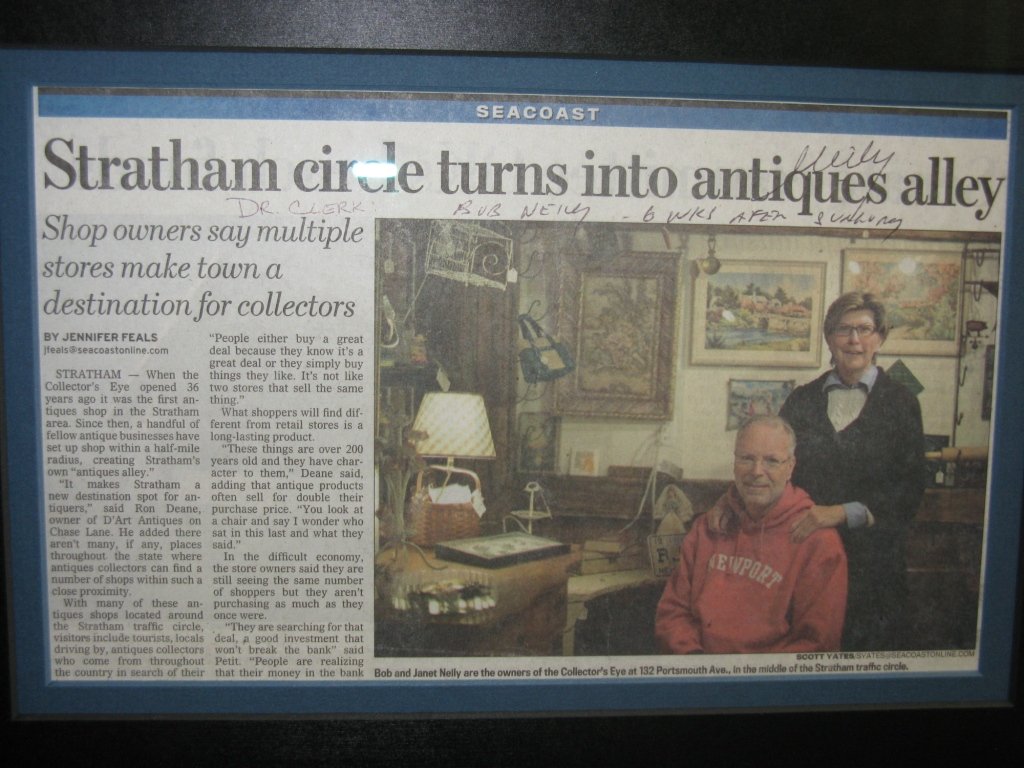 SEACOAST
Stratham circle turns into antiques alley
DR. CLERK
BOB NEILY - 6 WKS AFTER
Neily
Shop owners say multiple
stores make town a
destination for collectors
BY JENNIFER FEALS
jfeals@seacoastonline.com
STRATHAM — When the
Collector's Eye opened 36
years ago it was the first an-
tiques shop in the Stratham
area. Since then, a handful of
fellow antique businesses have
set up shop within a half-mile
radius, creating Stratham's
own "antiques alley."
"It makes Stratham a
new destination spot for an-
tiquers," said Ron Deane,
owner of D'Art Antiques on
Chase Lane. He added there
aren't many, if any, places
throughout the state where
antiques collectors can find a
number of shops within such a
close proximity.
With many of these an-
tiques shops located around
the Stratham traffic circle,
visitors include tourists, locals
driving by, antiques collectors
who come from throughout
the country in search of their
"People either buy a great
deal because they know it's a
great deal or they simply buy
things they like. It's not like
two stores that sell the same
thing."
What shoppers will find dif-
ferent from retail stores is a
long-lasting product.
"These things are over 200
years old and they have char-
acter to them," Deane said,
adding that antique products
often sell for double their
purchase price. "You look at
a chair and say I wonder who
sat in this last and what they
said."
In the difficult economy,
the store owners said they are
still seeing the same number
of shoppers but they aren't
purchasing as much as they
once were.
"They are searching for that
deal, a good investment that
won't break the bank" said
Petit. "People are realizing
that their money in the bank
NEWPORT
SCOTT YATES/SYATES@SEACOASTONLINE.COM
Bob and Janet Neily are the owners of the Collector's Eye at 132 Portsmouth Ave., in the middle of the Stratham traffic circle.